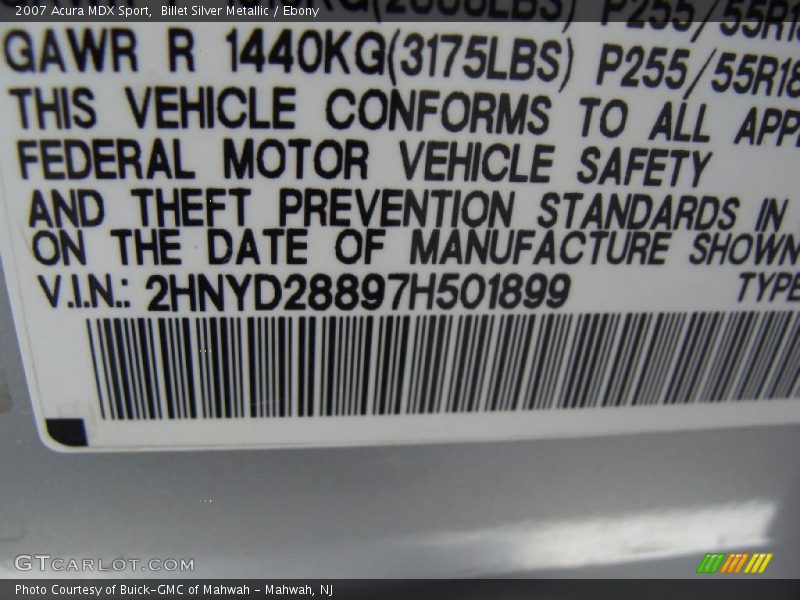 2007 Acura MDX Sport, Billet Silver Metallic / Ebony
GAWR R 1440KG(3175LBS) P255/55R18
THIS VEHICLE CONFORMS TO ALL
FEDERAL MOTOR VEHICLE SAFETY
AND THEFT PREVENTION STANDARDS IN
ON THE DATE OF MANUFACTURE SHOWN
V.I.N.: 2HNYD28897H501899 TYPE
GTCARLOT.COM
Photo Courtesy of Buick-GMC of Mahwah - Mahwah, NJ